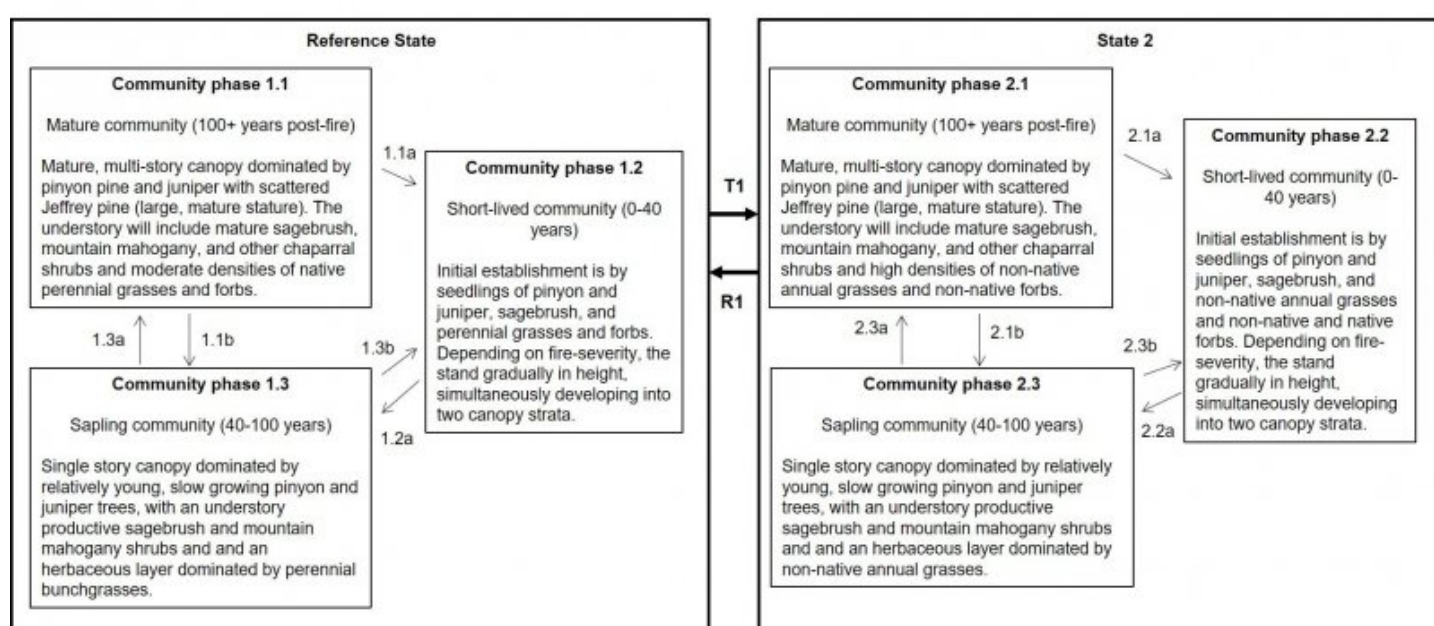 Reference State
Community phase 1.1
Mature community (100+ years post-fire)
Mature, multi-story canopy dominated by
pinyon pine and juniper with scattered
Jeffrey pine (large, mature stature). The
understory will include mature sagebrush,
mountain mahogany, and other chaparral
shrubs and moderate densities of native
perennial grasses and forbs.
1.1a
Community phase 1.2
Short-lived community (0-40
years)
Initial establishment is by
seedlings of pinyon and
juniper, sagebrush, and
perennial grasses and forbs.
Depending on fire-severity, the
stand gradually in height,
simultaneously developing into
two canopy strata.
1.3a
1.1b
1.3b
1.2a
Community phase 1.3
Sapling community (40-100 years)
Single story canopy dominated by
relatively young, slow growing pinyon and
juniper trees, with an understory
productive sagebrush and mountain
mahogany shrubs and and an
herbaceous layer dominated by perennial
bunchgrasses.
T1
R1
State 2
Community phase 2.1
Mature community (100+ years post-fire)
Mature, multi-story canopy dominated by
pinyon pine and juniper with scattered
Jeffrey pine (large, mature stature). The
understory will include mature sagebrush,
mountain mahogany, and other chaparral
shrubs and high densities of non-native
annual grasses and non-native forbs.
2.1a
Community phase 2.2
Short-lived community (0-
40 years)
Initial establishment is by
seedlings of pinyon and
juniper, sagebrush, and
non-native annual grasses
and non-native and native
forbs. Depending on fire-
severity, the stand
gradually in height,
simultaneously developing
into two canopy strata.
2.3a
2.1b
2.3b
2.2a
Community phase 2.3
Sapling community (40-100 years)
Single story canopy dominated by relatively
young, slow growing pinyon and juniper
trees, with an understory productive
sagebrush and mountain mahogany shrubs
and and an herbaceous layer dominated by
non-native annual grasses.